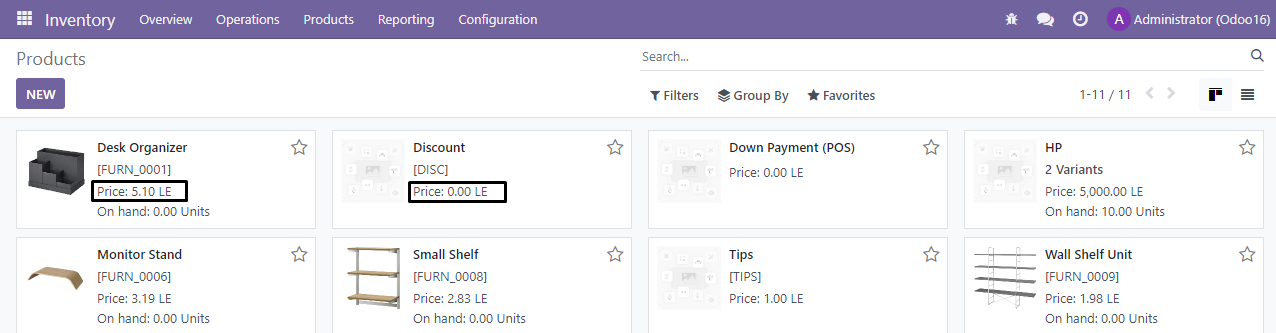 Inventory Overview Operations Products Reporting Configuration A Administrator (Odoo16)
Products
Search...
NEW
Filters Group By Favorites 1-11 / 11
Desk Organizer
[FURN_0001]
Price: 5.10 LE
On hand: 0.00 Units
Discount
[DISC]
Price: 0.00 LE
Down Payment (POS)
Price: 0.00 LE
HP
2 Variants
Price: 5,000.00 LE
On hand: 10.00 Units
Monitor Stand
[FURN_0006]
Price: 3.19 LE
On hand: 0.00 Units
Small Shelf
[FURN_0008]
Price: 2.83 LE
On hand: 0.00 Units
Tips
[TIPS]
Price: 1.00 LE
Wall Shelf Unit
[FURN_0009]
Price: 1.98 LE
On hand: 0.00 Units